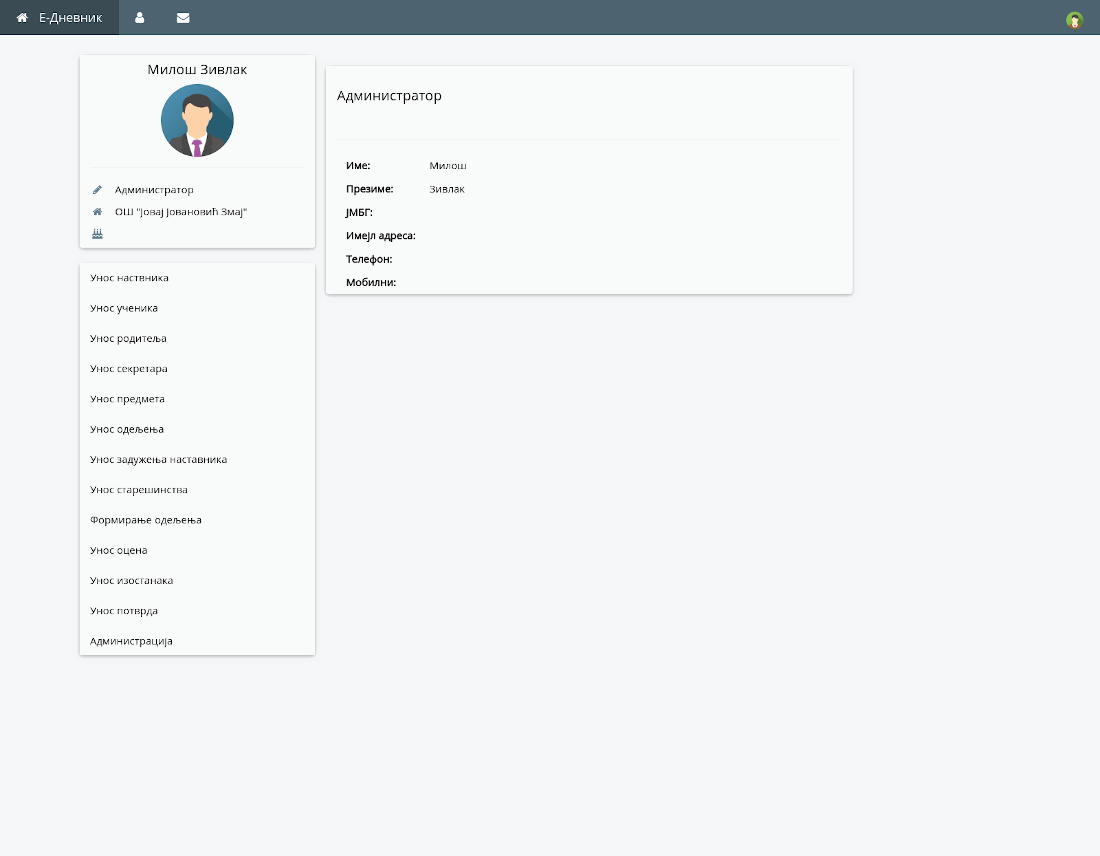 Е-Дневник
Милош Зивлак
Администратор
ОШ "Јовај Јовановић Змај"
Унос наствника
Унос ученика
Унос родитеља
Унос секретара
Унос предмета
Унос одељења
Унос задужења наставника
Унос старешинства
Формирање одељења
Унос оцена
Унос изостанака
Унос потврда
Администрација
Администратор
Име: Милош
Презиме: Зивлак
ЈМБГ:
Имејл адреса:
Телефон:
Мобилни: